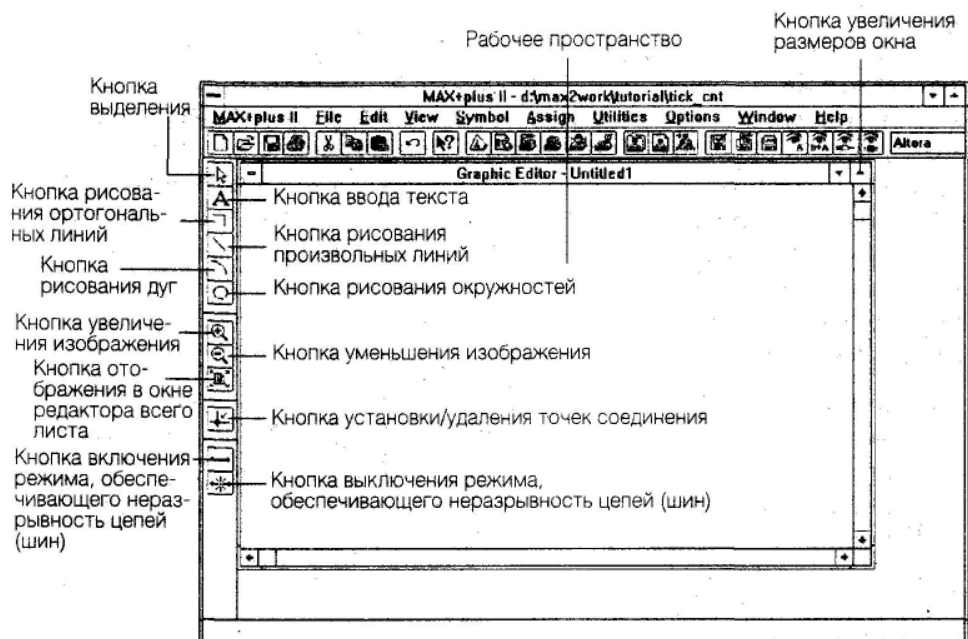 Рабочее пространство
Кнопка увеличения
размеров окна
Кнопка
выделения
MAX+plus II - d:\max2work\tutorial\tick_cnt
MAX+plus II File Edit View Symbol Assign Utilities Options Window Help
Altera
Graphic Editor - Untitled1
Кнопка ввода текста
Кнопка рисова-
ния ортогональ-
ных линий
Кнопка рисования
произвольных линий
Кнопка
рисования дуг
Кнопка рисования окружностей
Кнопка увеличе-
ния изображения
Кнопка уменьшения изображения
Кнопка ото-
бражения в окне
редактора всего
листа
Кнопка установки/удаления точек соединения
Кнопка включения
режима, обеспе-
чивающего нераз-
рывность цепей
(шин)
Кнопка выключения режима,
обеспечивающего неразрывность цепей (шин)